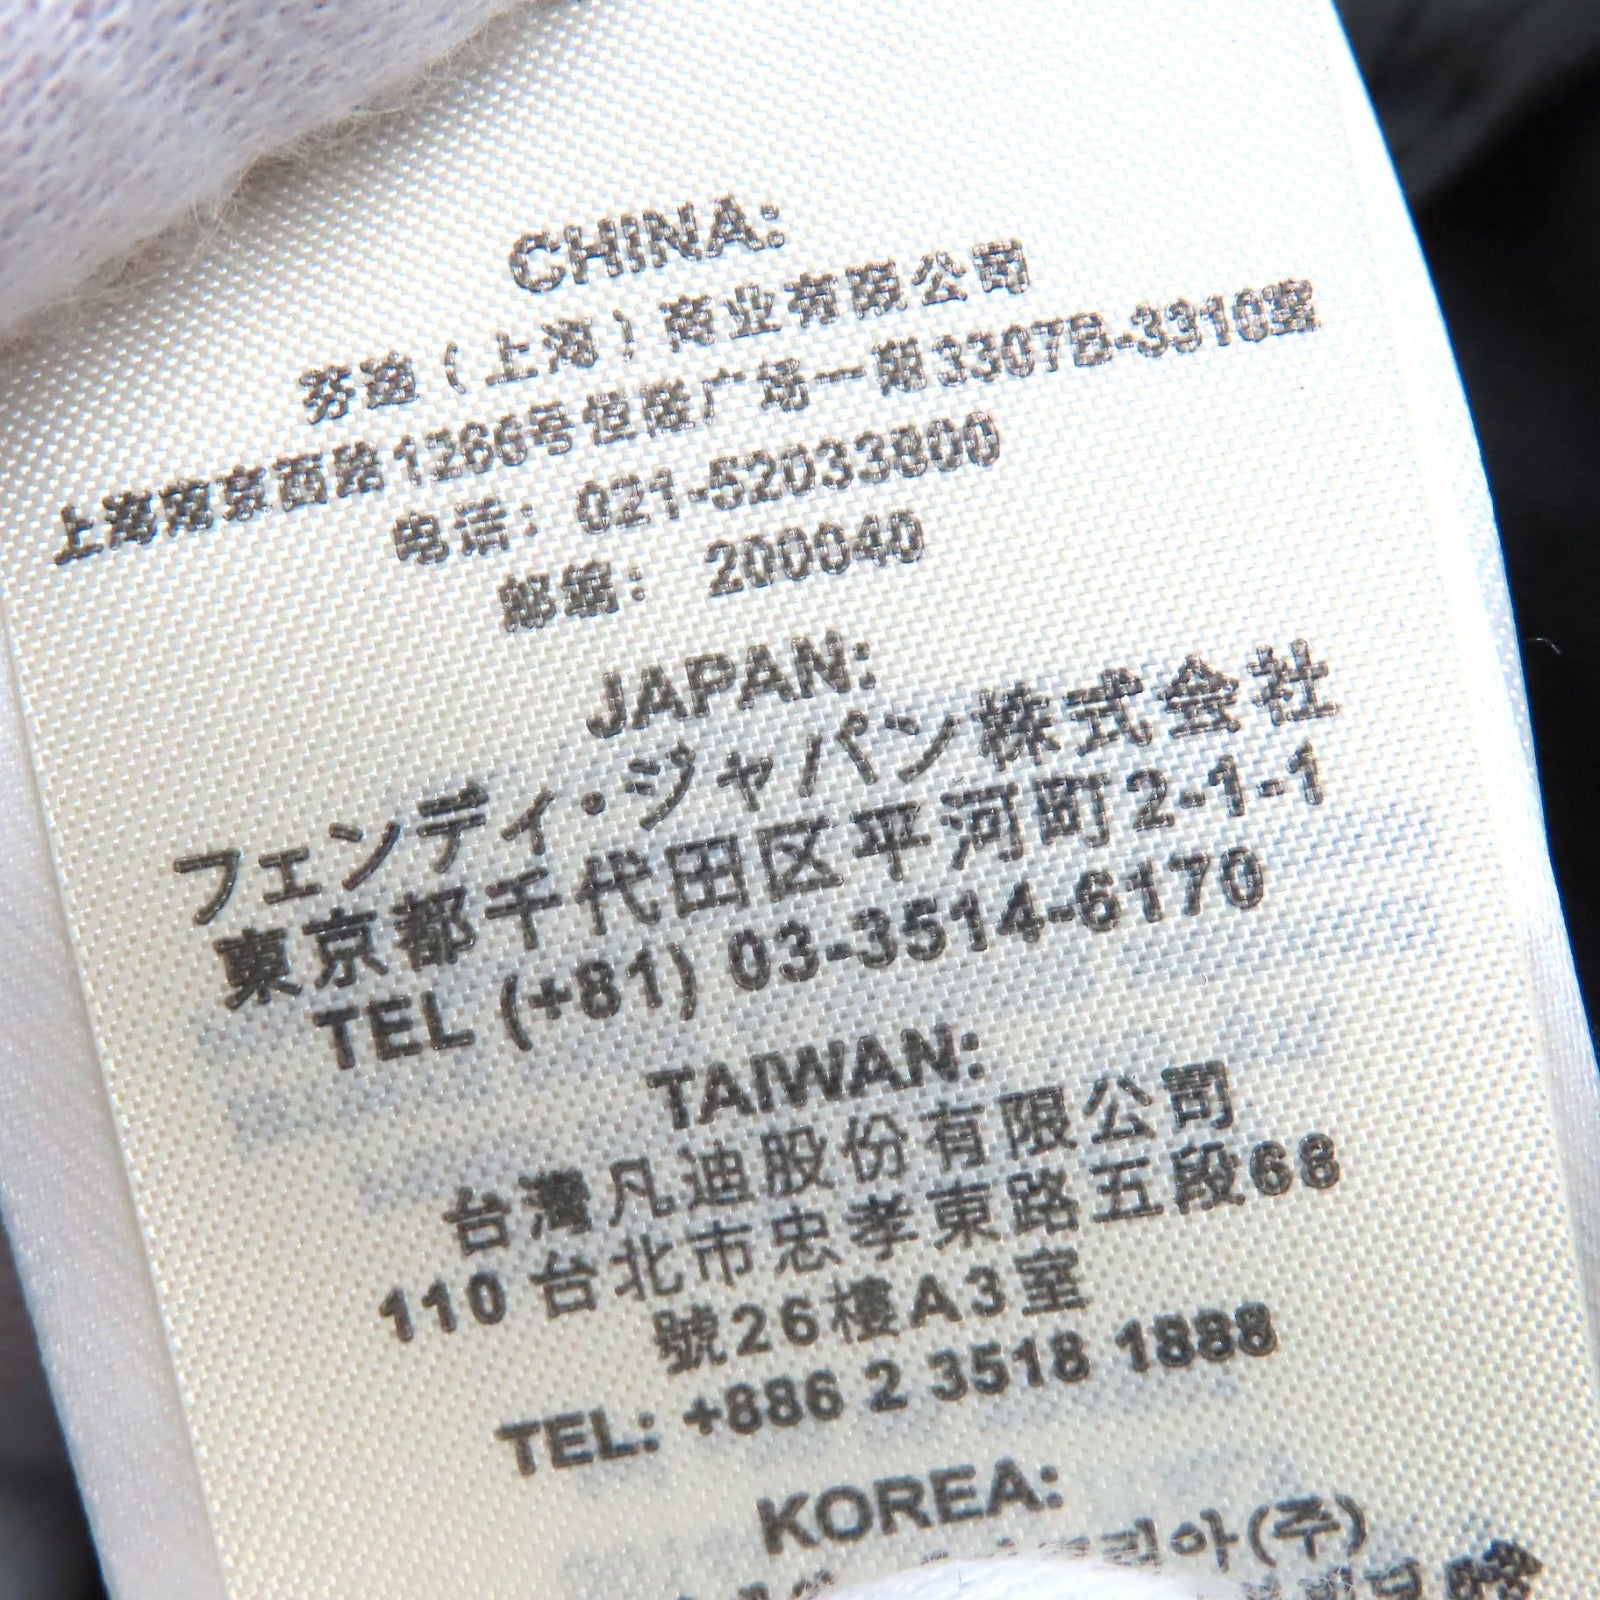 CHINA:
芬迪（上海）商业有限公司
上海南京西路1266号恒隆广场一期3307B-3310室
电话：021-52033800
邮编：200040
JAPAN:
フェンディ・ジャパン株式会社
東京都千代田区平河町2-1-1
TEL (+81) 03-3514-6170
TAIWAN:
台灣凡迪股份有限公司
110 台北市忠孝東路五段68
號26樓A3室
TEL: +886 2 3518 1888
KOREA: